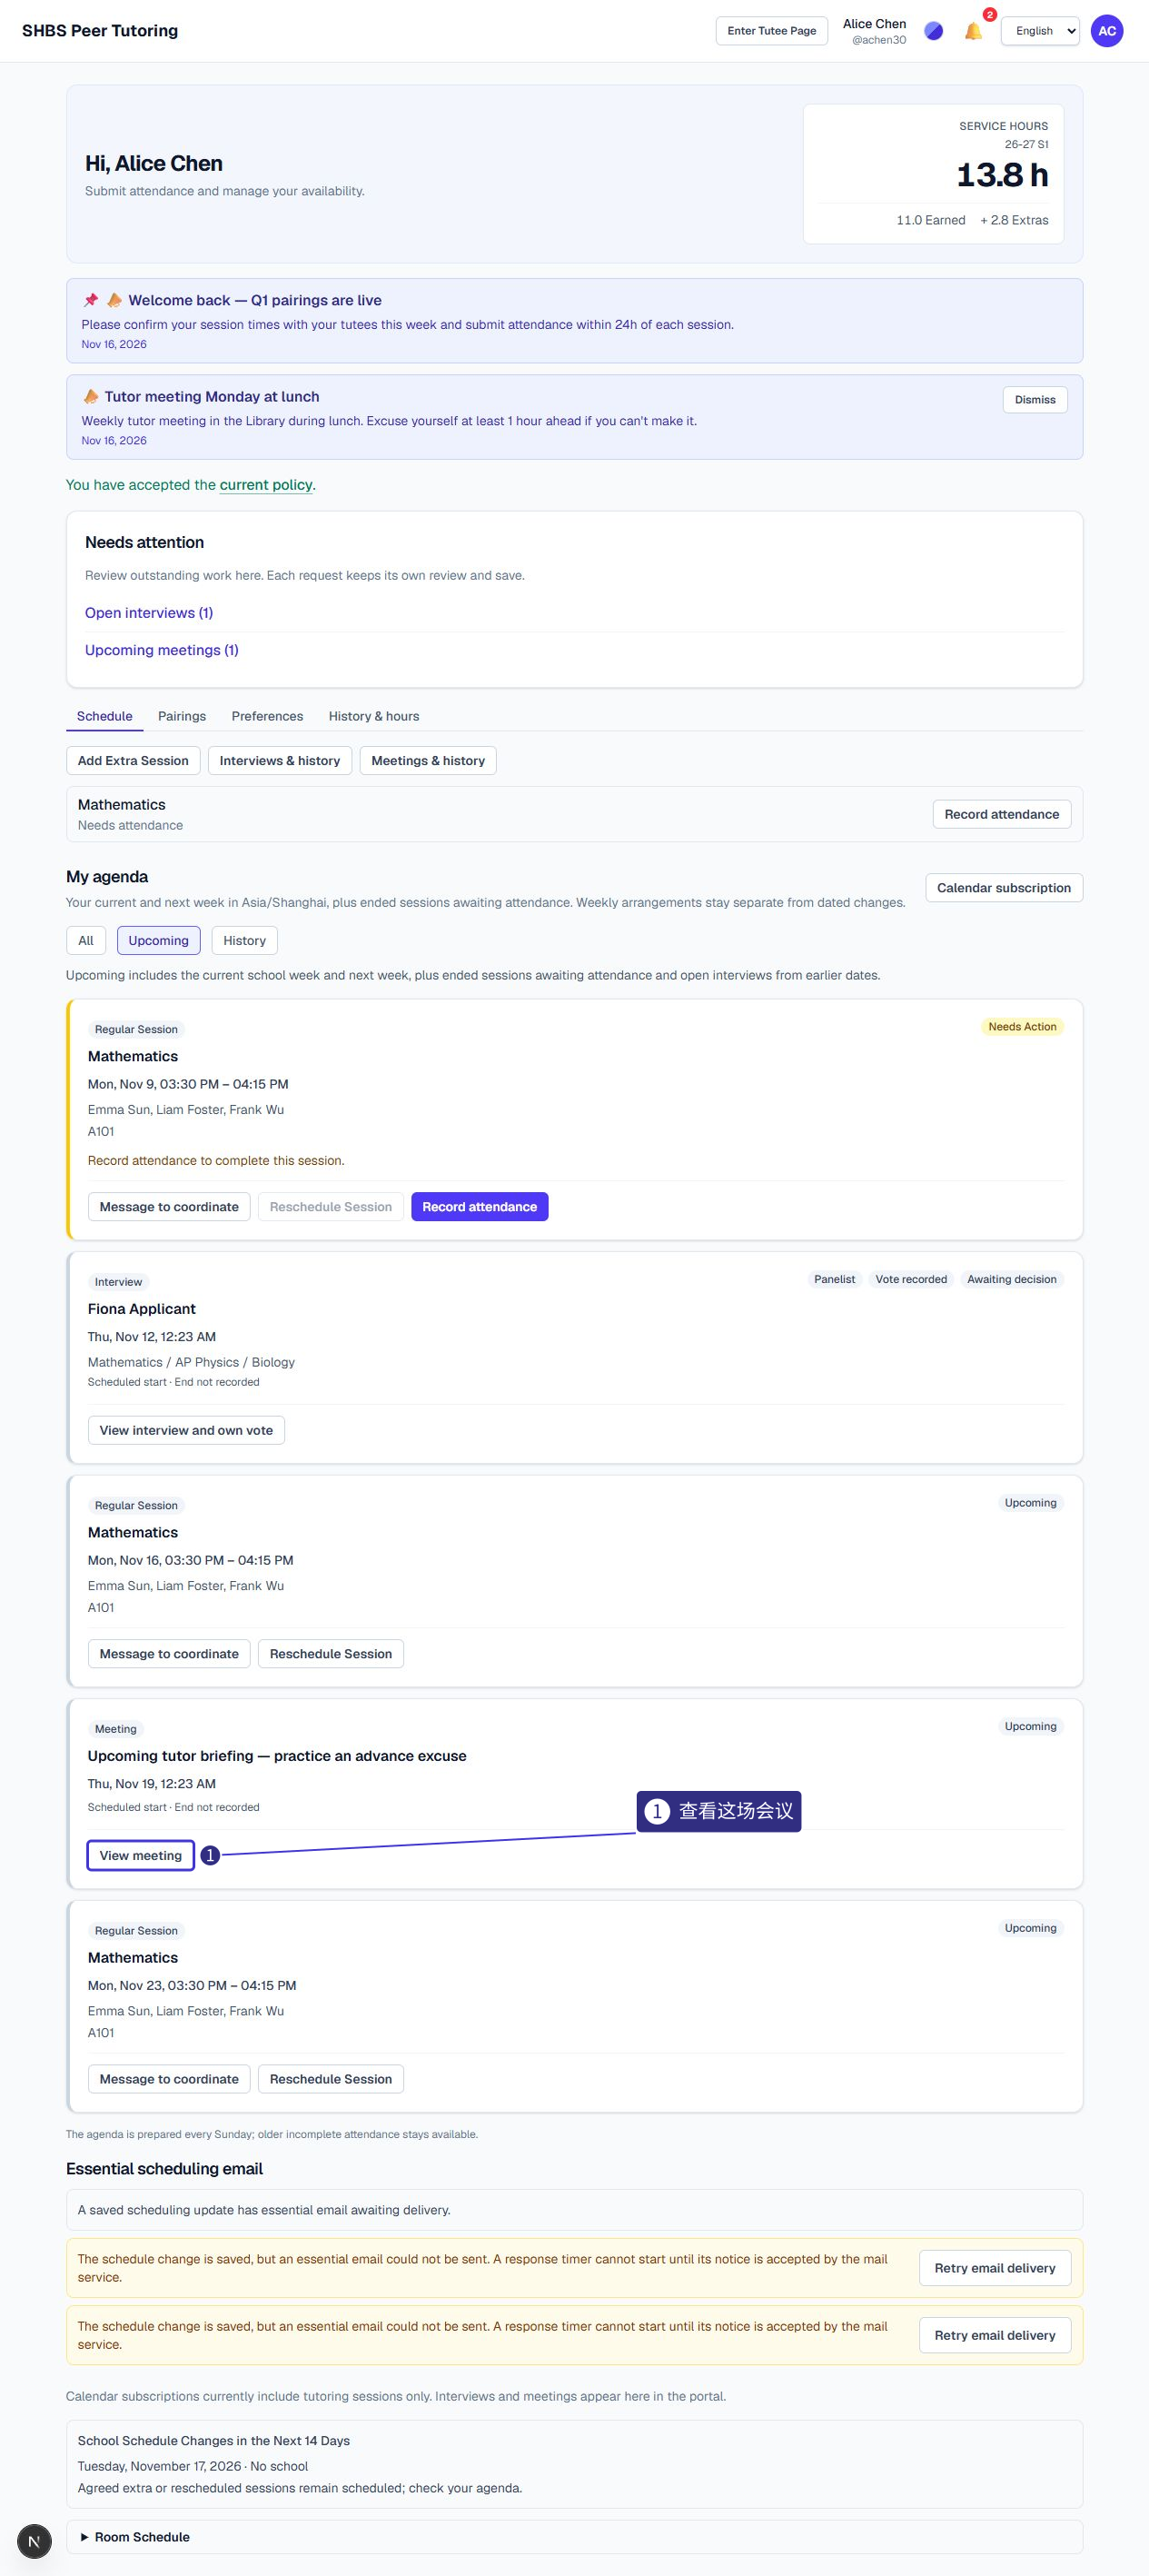 SHBS Peer Tutoring
Enter Tutee Page
Alice Chen
@achen30
2
English
AC
Hi, Alice Chen
Submit attendance and manage your availability.
SERVICE HOURS
26-27 S1
13.8 h
11.0 Earned + 2.8 Extras
Welcome back — Q1 pairings are live
Please confirm your session times with your tutees this week and submit attendance within 24h of each session.
Nov 16, 2026
Tutor meeting Monday at lunch
Dismiss
Weekly tutor meeting in the Library during lunch. Excuse yourself at least 1 hour ahead if you can't make it.
Nov 16, 2026
You have accepted the current policy.
Needs attention
Review outstanding work here. Each request keeps its own review and save.
Open interviews (1)
Upcoming meetings (1)
Schedule Pairings Preferences History & hours
Add Extra Session Interviews & history Meetings & history
Mathematics
Needs attendance
Record attendance
My agenda
Your current and next week in Asia/Shanghai, plus ended sessions awaiting attendance. Weekly arrangements stay separate from dated changes.
Calendar subscription
All Upcoming History
Upcoming includes the current school week and next week, plus ended sessions awaiting attendance and open interviews from earlier dates.
Regular Session
Needs Action
Mathematics
Mon, Nov 9, 03:30 PM – 04:15 PM
Emma Sun, Liam Foster, Frank Wu
A101
Record attendance to complete this session.
Message to coordinate Reschedule Session Record attendance
Interview
Panelist Vote recorded Awaiting decision
Fiona Applicant
Thu, Nov 12, 12:23 AM
Mathematics / AP Physics / Biology
Scheduled start · End not recorded
View interview and own vote
Regular Session
Upcoming
Mathematics
Mon, Nov 16, 03:30 PM – 04:15 PM
Emma Sun, Liam Foster, Frank Wu
A101
Message to coordinate Reschedule Session
Meeting
Upcoming
Upcoming tutor briefing — practice an advance excuse
Thu, Nov 19, 12:23 AM
Scheduled start · End not recorded
1 查看这场会议
View meeting 1
Regular Session
Upcoming
Mathematics
Mon, Nov 23, 03:30 PM – 04:15 PM
Emma Sun, Liam Foster, Frank Wu
A101
Message to coordinate Reschedule Session
The agenda is prepared every Sunday; older incomplete attendance stays available.
Essential scheduling email
A saved scheduling update has essential email awaiting delivery.
The schedule change is saved, but an essential email could not be sent. A response timer cannot start until its notice is accepted by the mail
service.
Retry email delivery
The schedule change is saved, but an essential email could not be sent. A response timer cannot start until its notice is accepted by the mail
service.
Retry email delivery
Calendar subscriptions currently include tutoring sessions only. Interviews and meetings appear here in the portal.
School Schedule Changes in the Next 14 Days
Tuesday, November 17, 2026 · No school
Agreed extra or rescheduled sessions remain scheduled; check your agenda.
N
Room Schedule